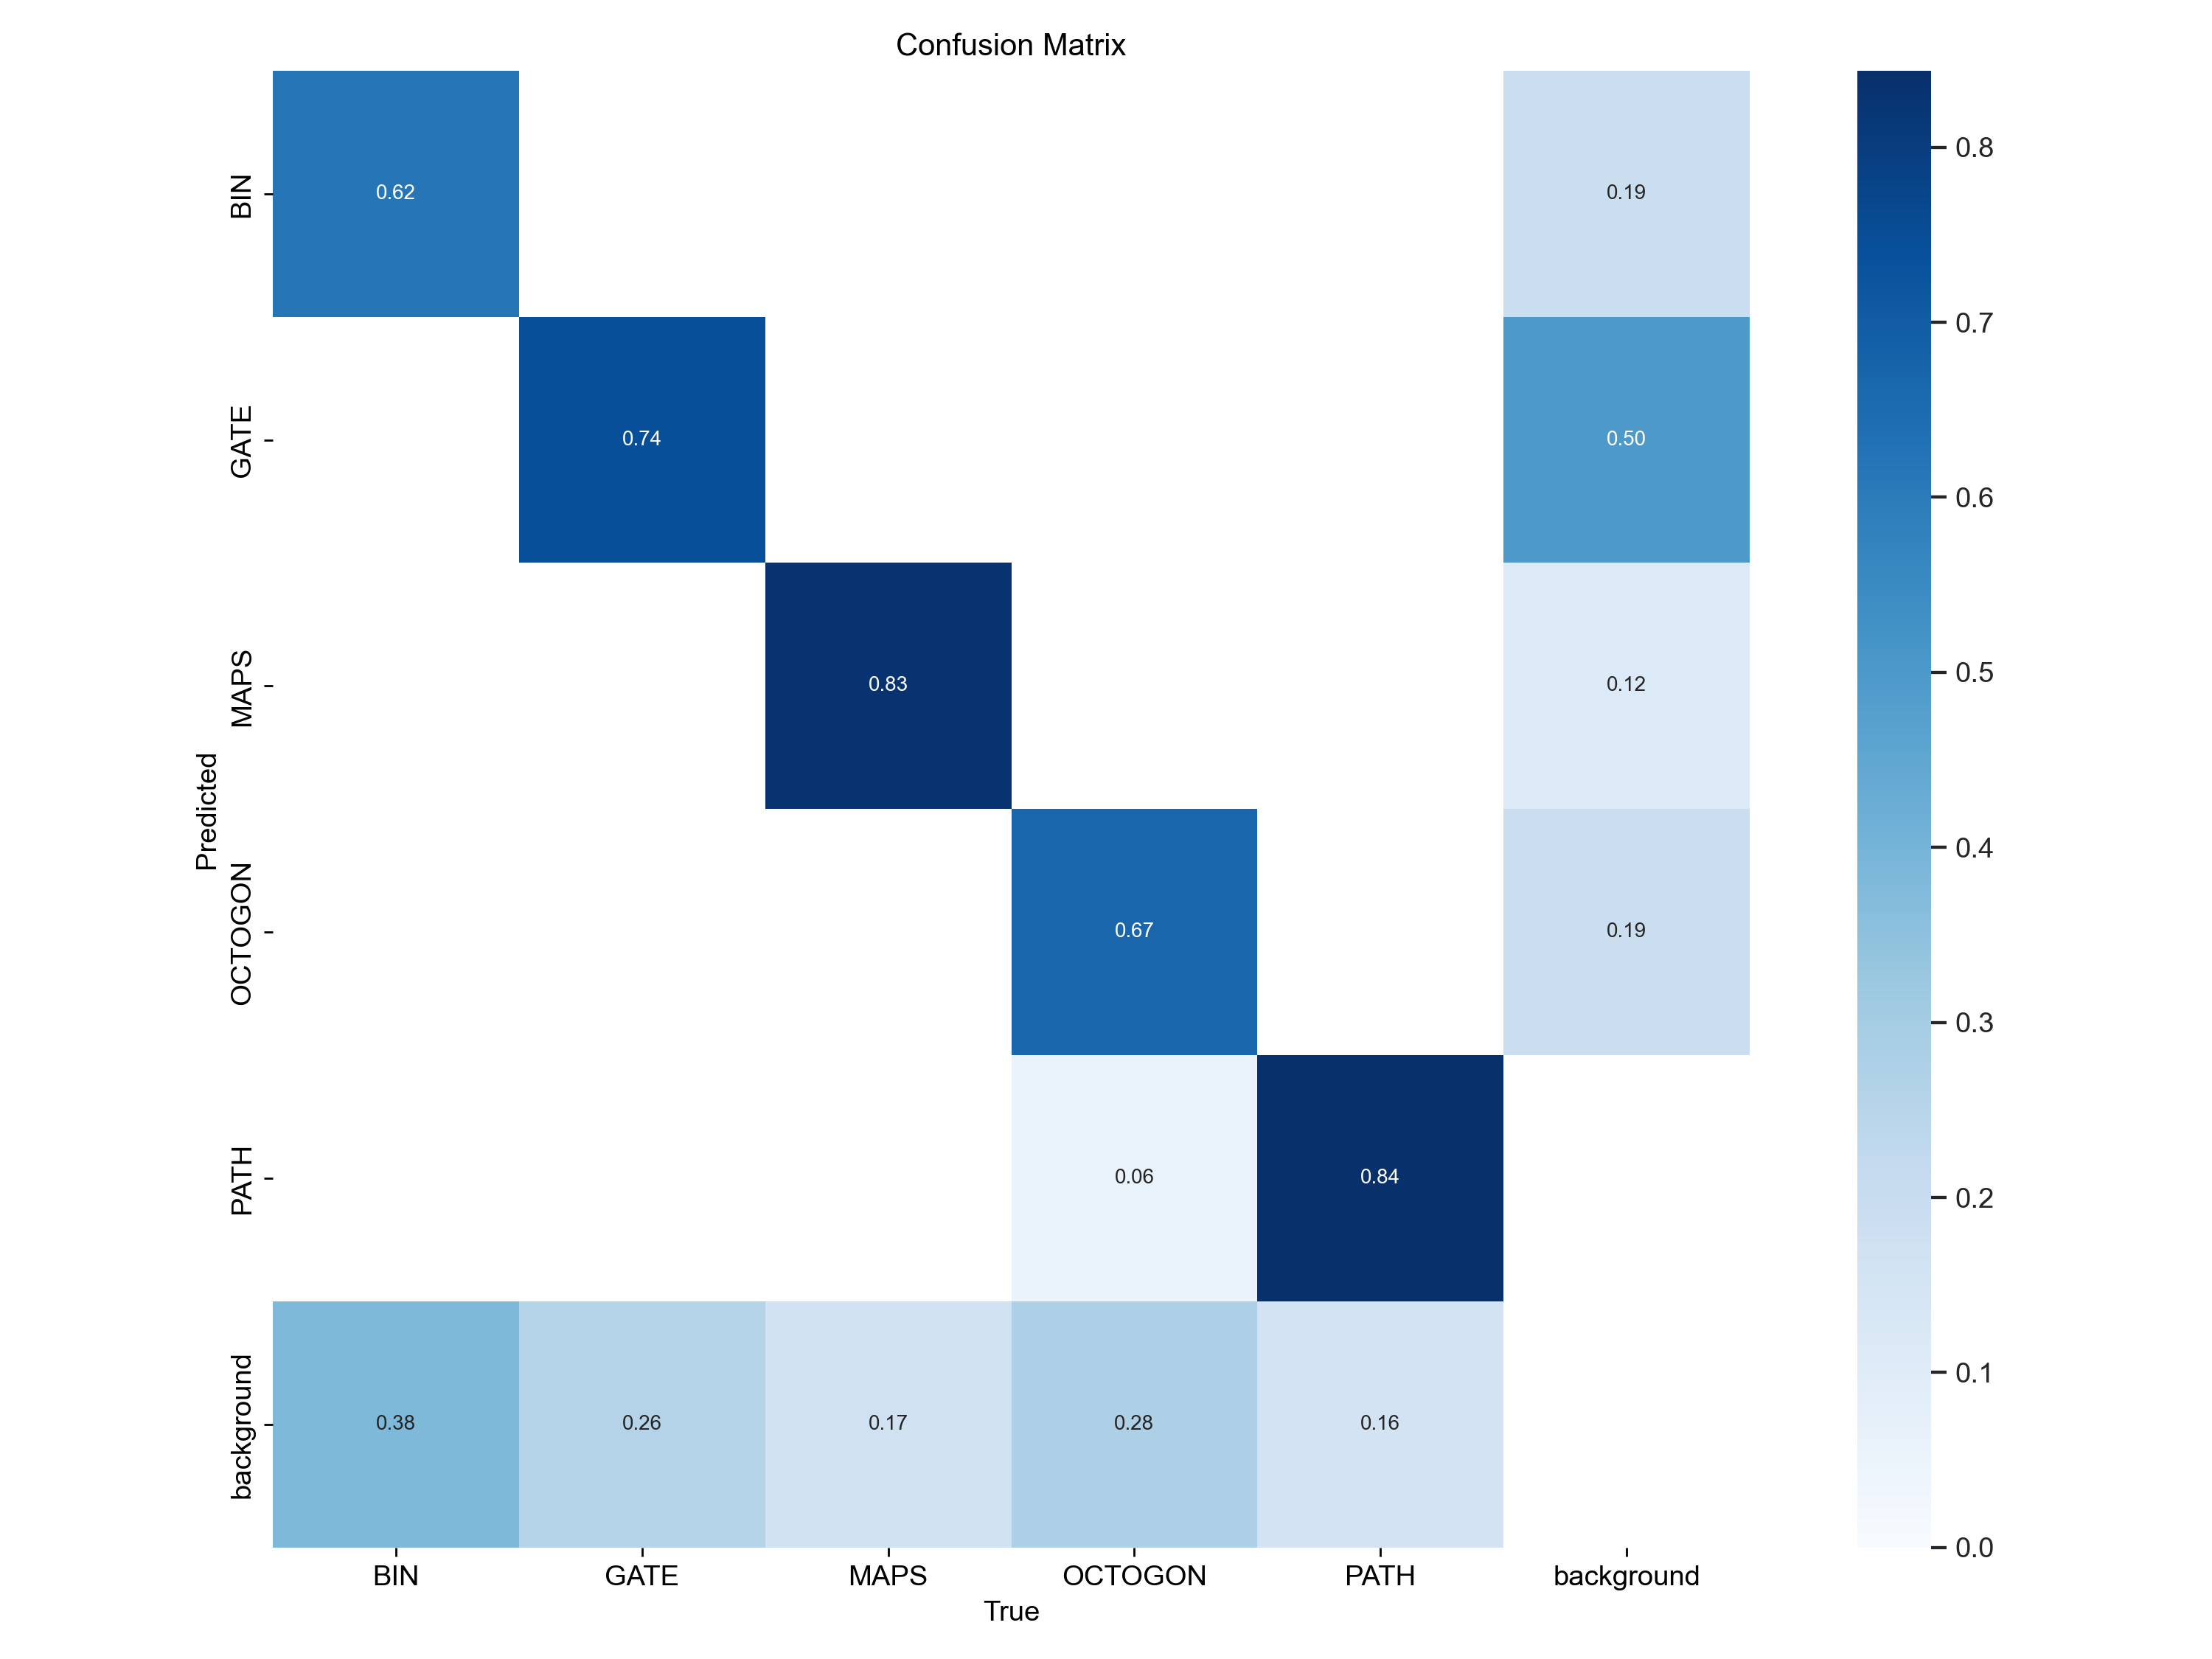 Confusion Matrix
BIN
0.62
0.19
0.8
GATE
0.74
0.50
0.7
0.6
MAPS
0.83
0.12
0.5
Predicted
OCTOGON
0.67
0.19
0.4
0.3
PATH
0.06
0.84
0.2
background
0.38
0.26
0.17
0.28
0.16
0.1
0.0
BIN
GATE
MAPS
OCTOGON
PATH
background
True